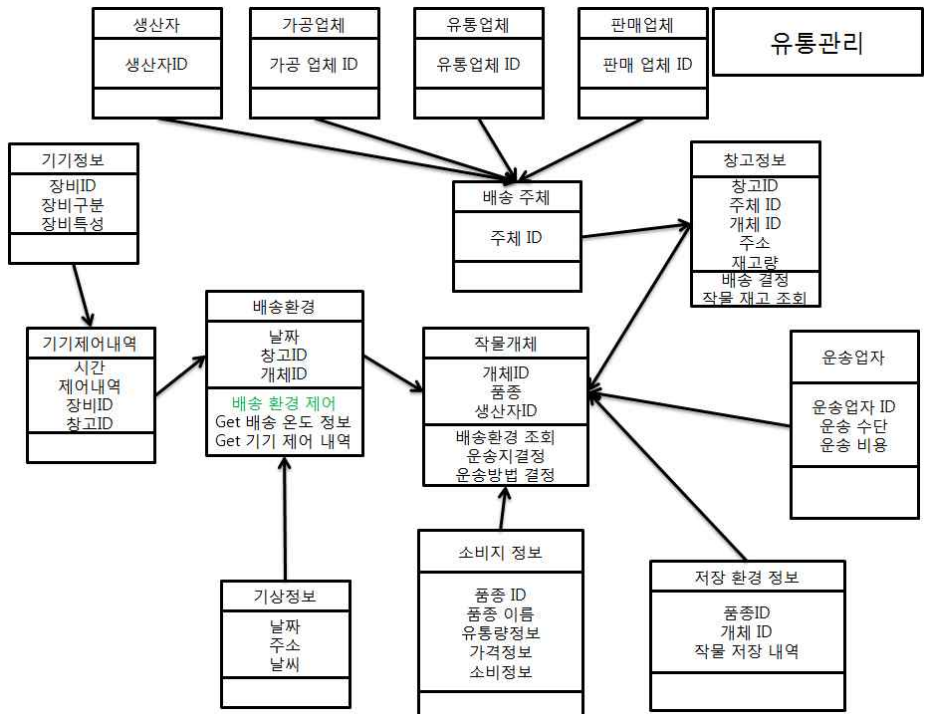 생산자
생산자ID
가공업체
가공 업체 ID
유통업체
유통업체 ID
판매업체
판매 업체 ID
유통관리
기기정보
장비ID
장비구분
장비특성
배송 주체
주체 ID
창고정보
창고ID
주체 ID
개체 ID
주소
재고량
배송 결정
작물 재고 조회
기기제어내역
시간
제어내역
장비ID
창고ID
배송환경
날짜
창고ID
개체ID
배송 환경 제어
Get 배송 온도 정보
Get 기기 제어 내역
작물개체
개체ID
품종
생산자ID
배송환경 조회
운송지결정
운송방법 결정
운송업자
운송업자 ID
운송 수단
운송 비용
기상정보
날짜
주소
날씨
소비지 정보
품종 ID
품종 이름
유통량정보
가격정보
소비정보
저장 환경 정보
품종ID
개체 ID
작물 저장 내역